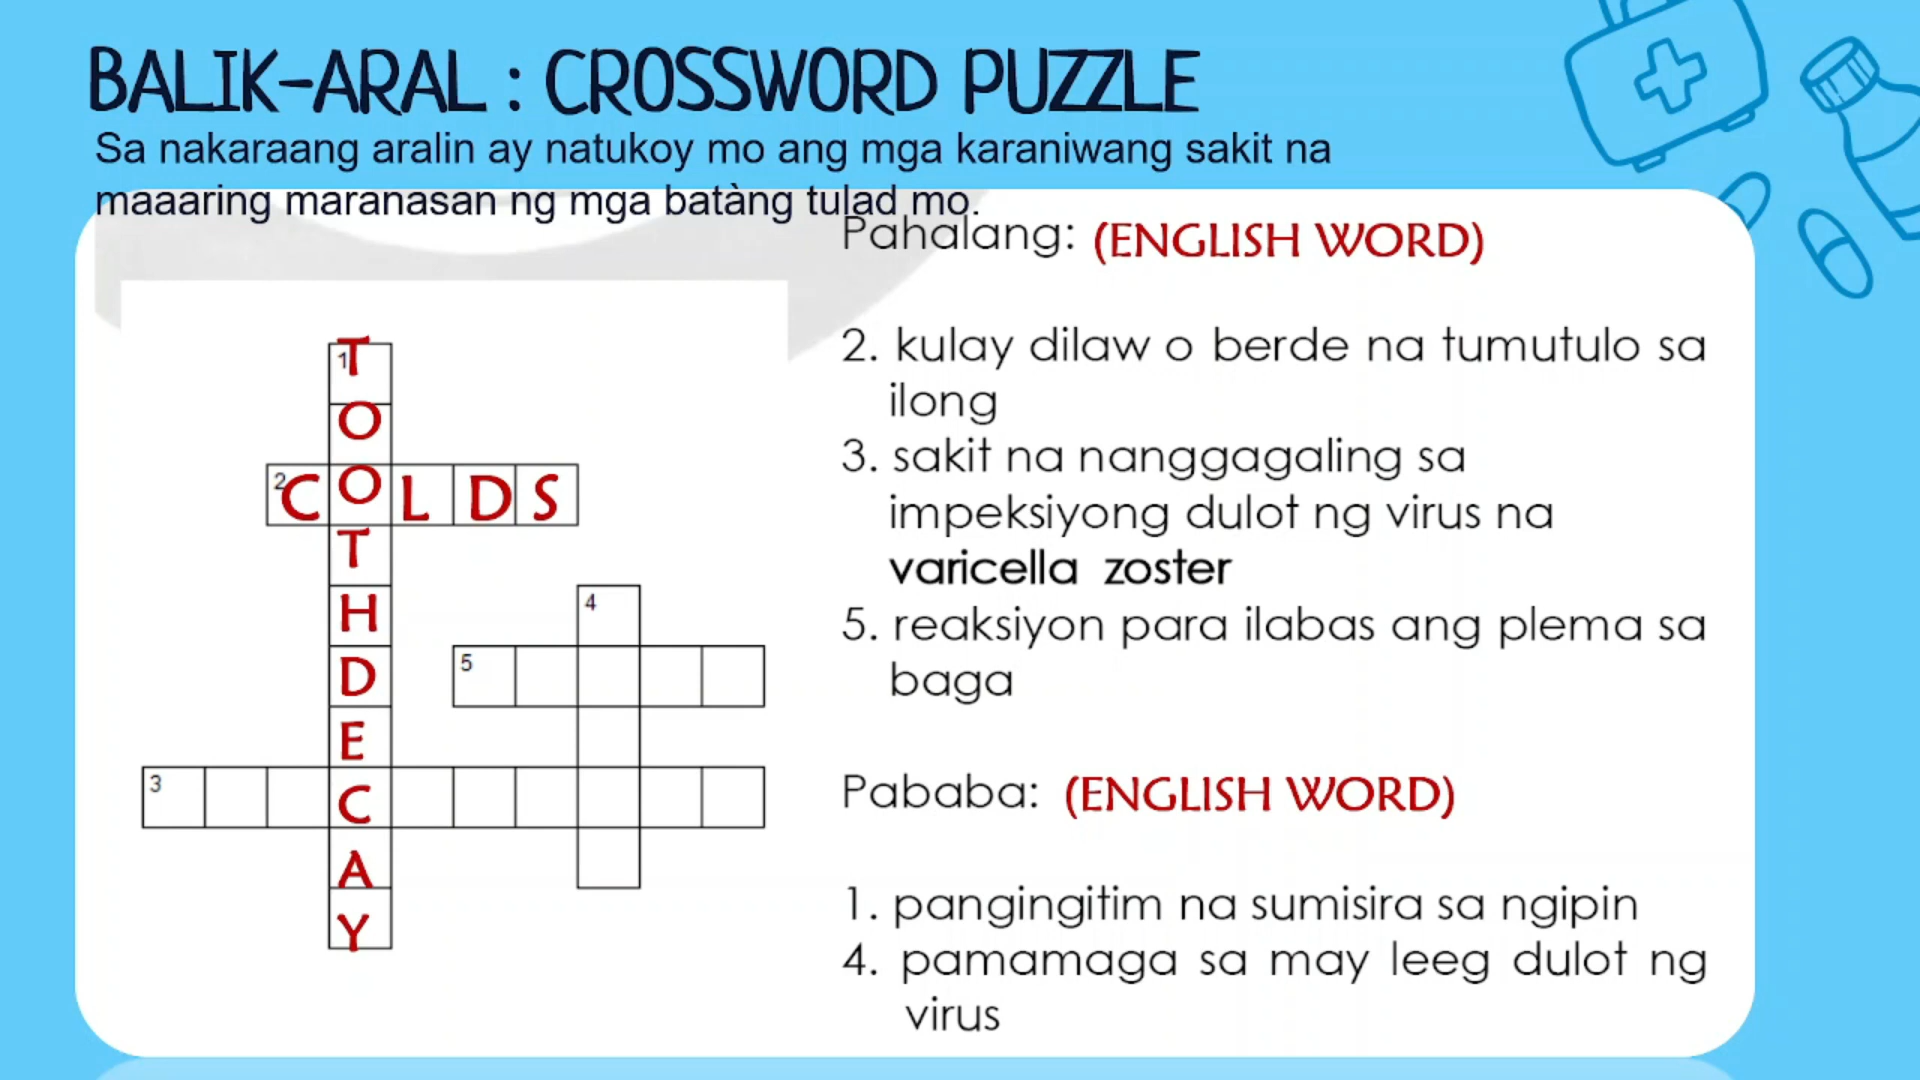 BALIK-ARAL : CROSSWORD PUZZLE
Sa nakaraang aralin ay natukoy mo ang mga karaniwang sakit na
maaaring maranasan ng mga batàng tulad mo.
Pahalang: (ENGLISH WORD)
2. kulay dilaw o berde na tumutulo sa
ilong
3. sakit na nanggagaling sa
impeksiyong dulot ng virus na
varicella zoster
5. reaksiyon para ilabas ang plema sa
baga
Pababa: (ENGLISH WORD)
1. pangingitim na sumisira sa ngipin
4. pamamaga sa may leeg dulot ng
virus
1 T
O
2 C O L D S
T
H
4
D
5
E
3
C
A
Y